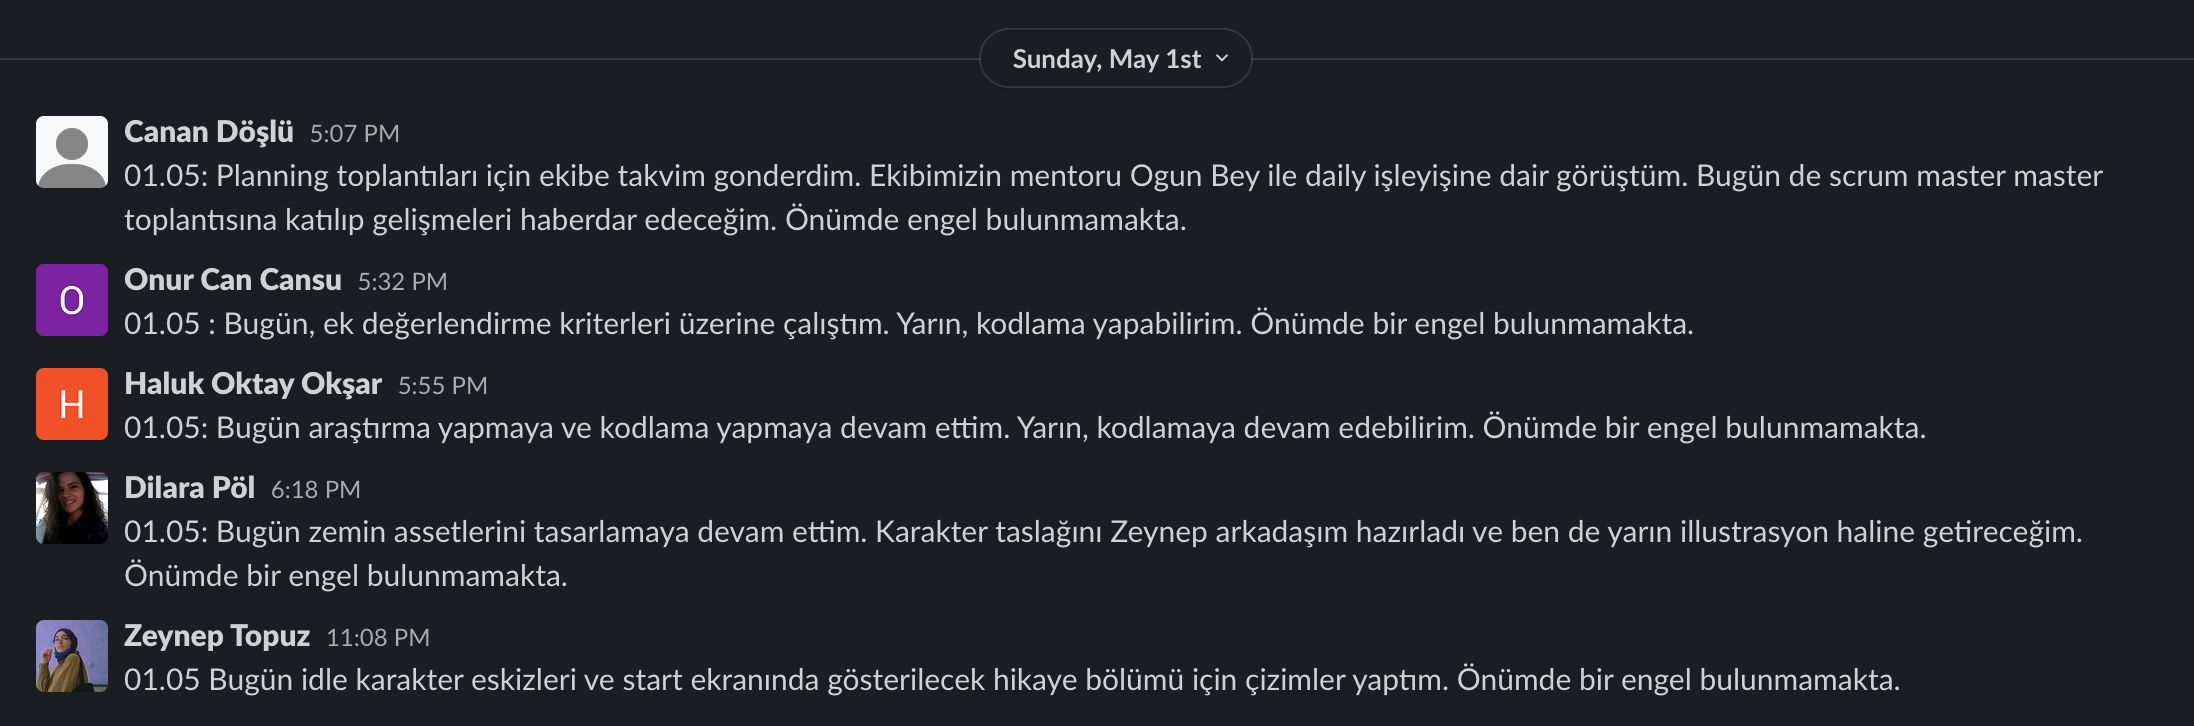 Sunday, May 1st
Canan Döşlü 5:07 PM
01.05: Planning toplantıları için ekibe takvim gonderdim. Ekibimizin mentoru Ogun Bey ile daily işleyişine dair görüştüm. Bugün de scrum master master
toplantısına katılıp gelişmeleri haberdar edeceğim. Önümde engel bulunmamakta.
O
Onur Can Cansu 5:32 PM
01.05 : Bugün, ek değerlendirme kriterleri üzerine çalıştım. Yarın, kodlama yapabilirim. Önümde bir engel bulunmamakta.
H
Haluk Oktay Okşar 5:55 PM
01.05: Bugün araştırma yapmaya ve kodlama yapmaya devam ettim. Yarın, kodlamaya devam edebilirim. Önümde bir engel bulunmamakta.
Dilara Pöl 6:18 PM
01.05: Bugün zemin assetlerini tasarlamaya devam ettim. Karakter taslağını Zeynep arkadaşım hazırladı ve ben de yarın illustrasyon haline getireceğim.
Önümde bir engel bulunmamakta.
Zeynep Topuz 11:08 PM
01.05 Bugün idle karakter eskizleri ve start ekranında gösterilecek hikaye bölümü için çizimler yaptım. Önümde bir engel bulunmamakta.